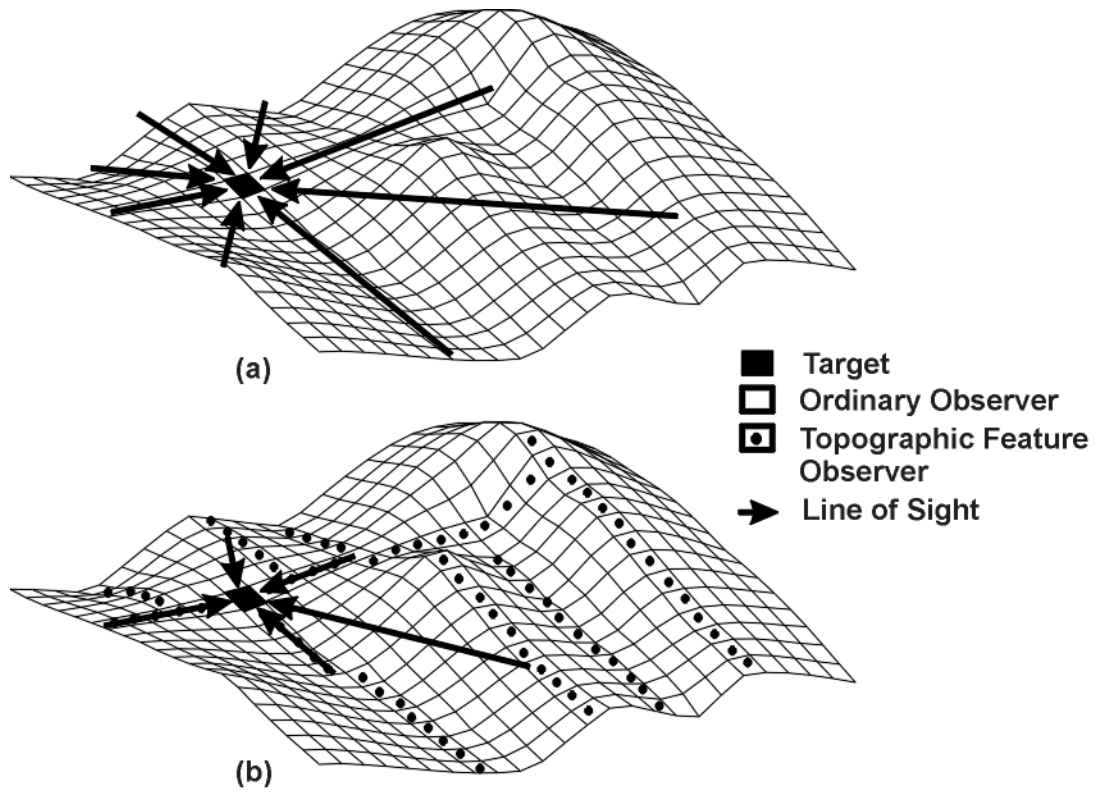 (a)
Target
Ordinary Observer
Topographic Feature
Observer
Line of Sight
(b)